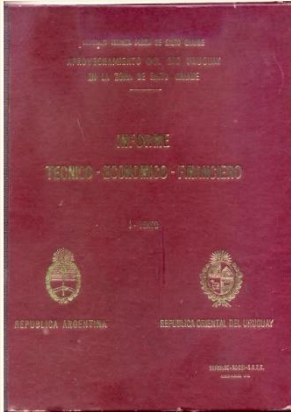 COMISION TECNICA MIXTA DE SALTO GRANDE
APROVECHAMIENTO DEL RIO URUGUAY
EN LA ZONA DE SALTO GRANDE
INFORME
TECNICO - ECONOMICO - FINANCIERO
I - TEXTO
REPUBLICA ARGENTINA
REPUBLICA ORIENTAL DEL URUGUAY